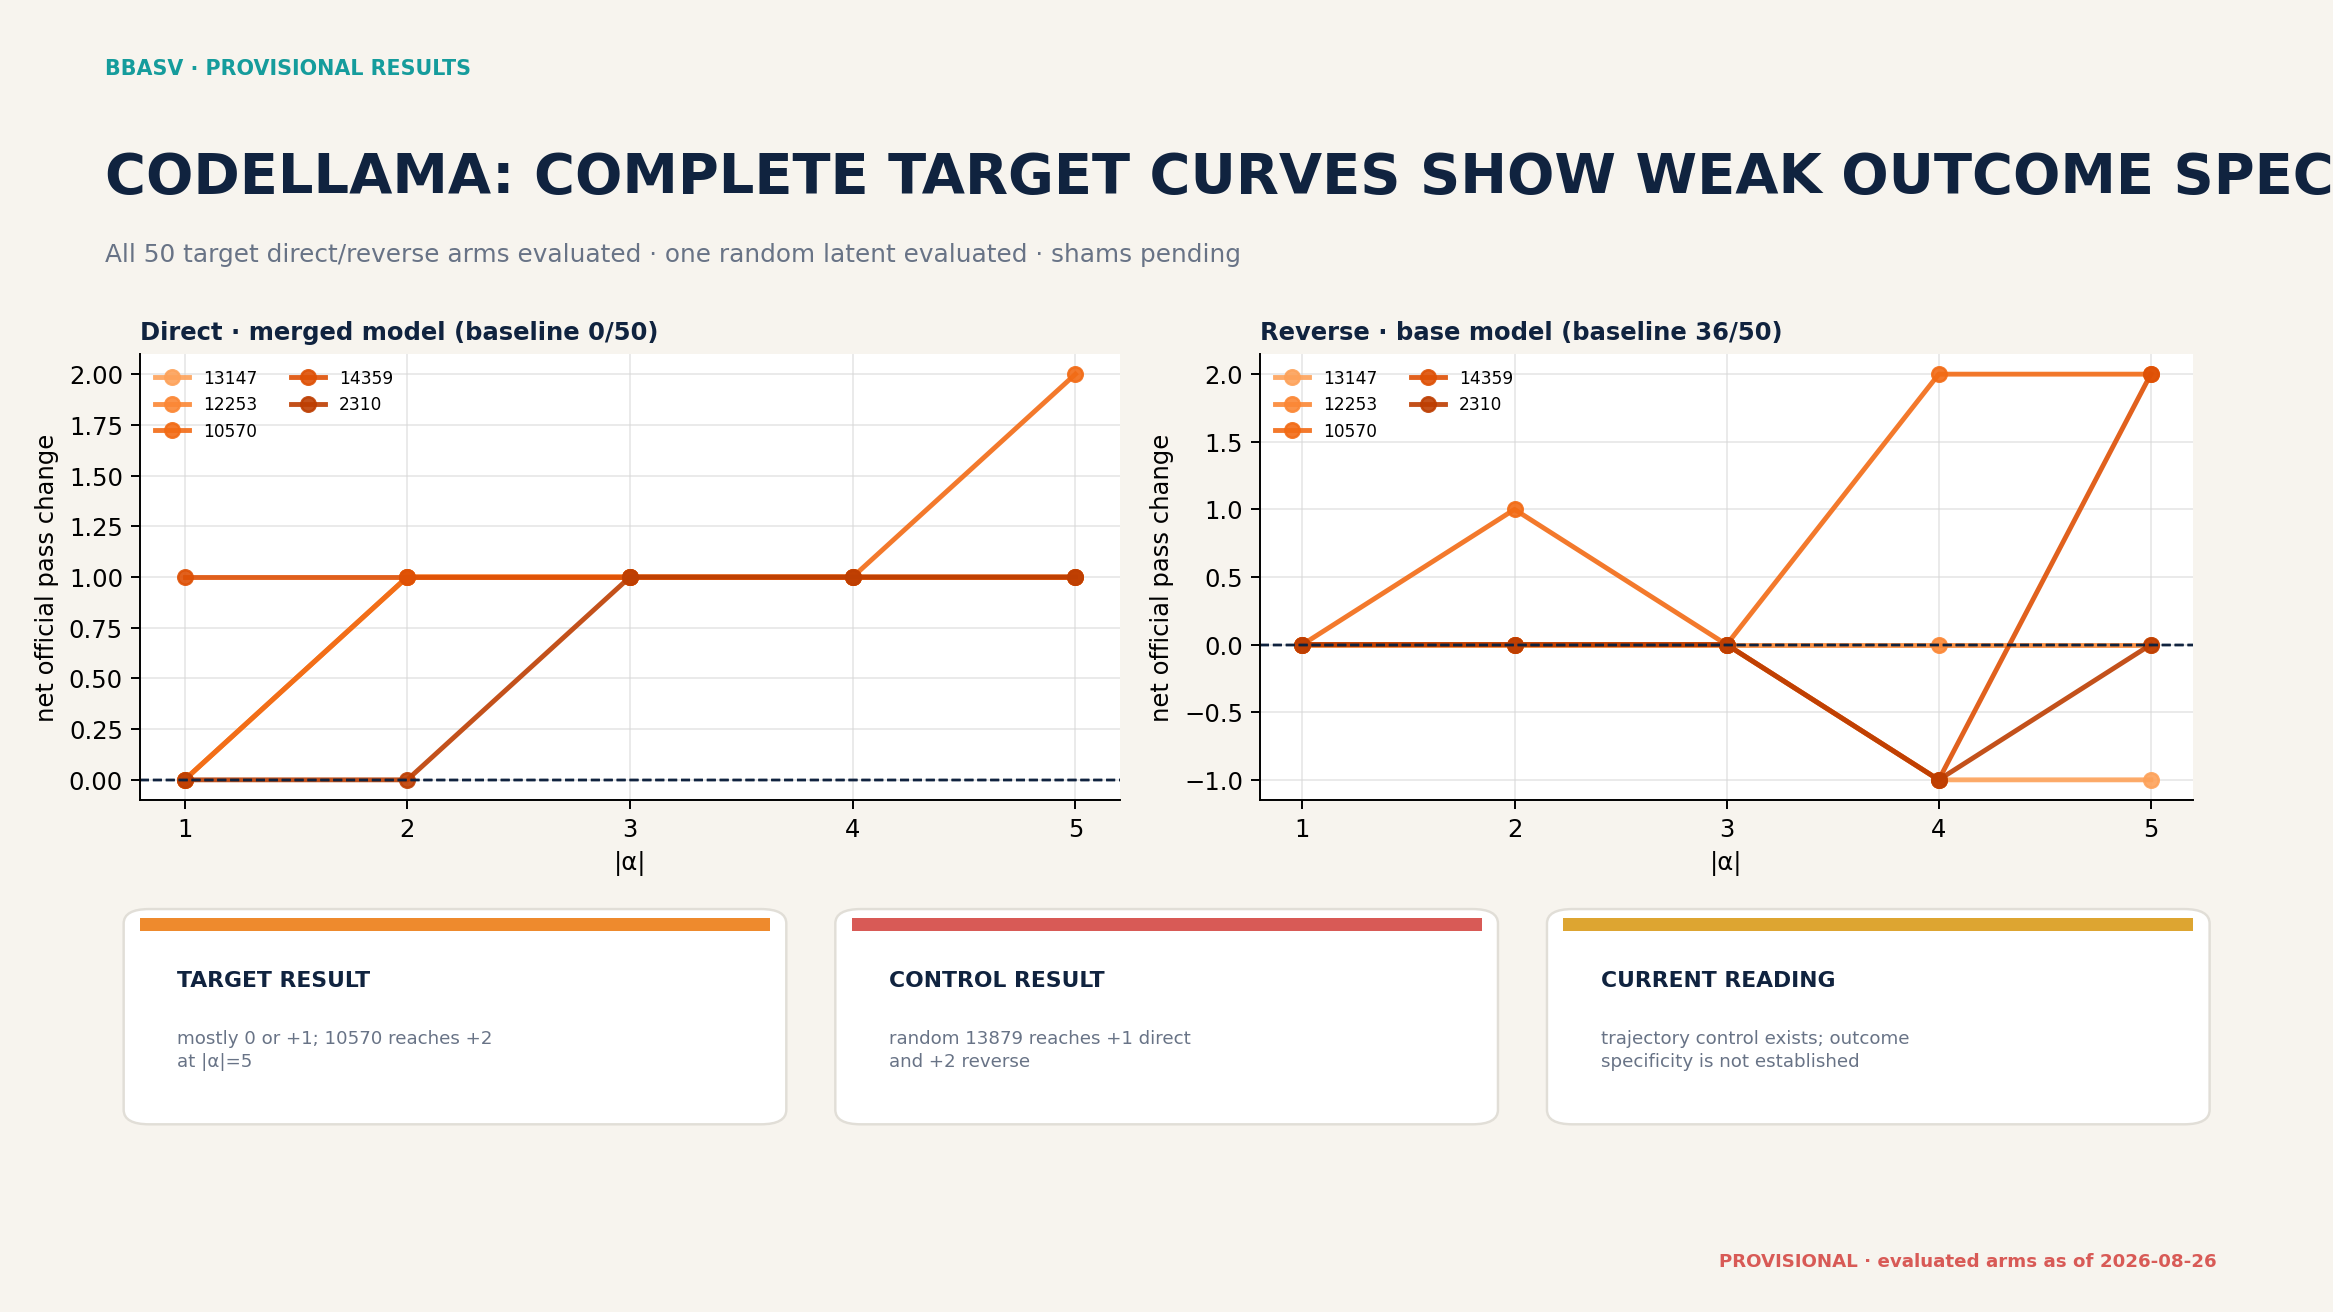 BBASV · PROVISIONAL RESULTS
CODELLAMA: COMPLETE TARGET CURVES SHOW WEAK OUTCOME SPEC
All 50 target direct/reverse arms evaluated · one random latent evaluated · shams pending
Direct · merged model (baseline 0/50)
net official pass change
2.00
1.75
1.50
1.25
1.00
0.75
0.50
0.25
0.00
13147
12253
10570
14359
2310
1 2 3 4 5
|α|
Reverse · base model (baseline 36/50)
net official pass change
2.0
1.5
1.0
0.5
0.0
−0.5
−1.0
13147
12253
10570
14359
2310
1 2 3 4 5
|α|
TARGET RESULT
mostly 0 or +1; 10570 reaches +2
at |α|=5
CONTROL RESULT
random 13879 reaches +1 direct
and +2 reverse
CURRENT READING
trajectory control exists; outcome
specificity is not established
PROVISIONAL · evaluated arms as of 2026-08-26